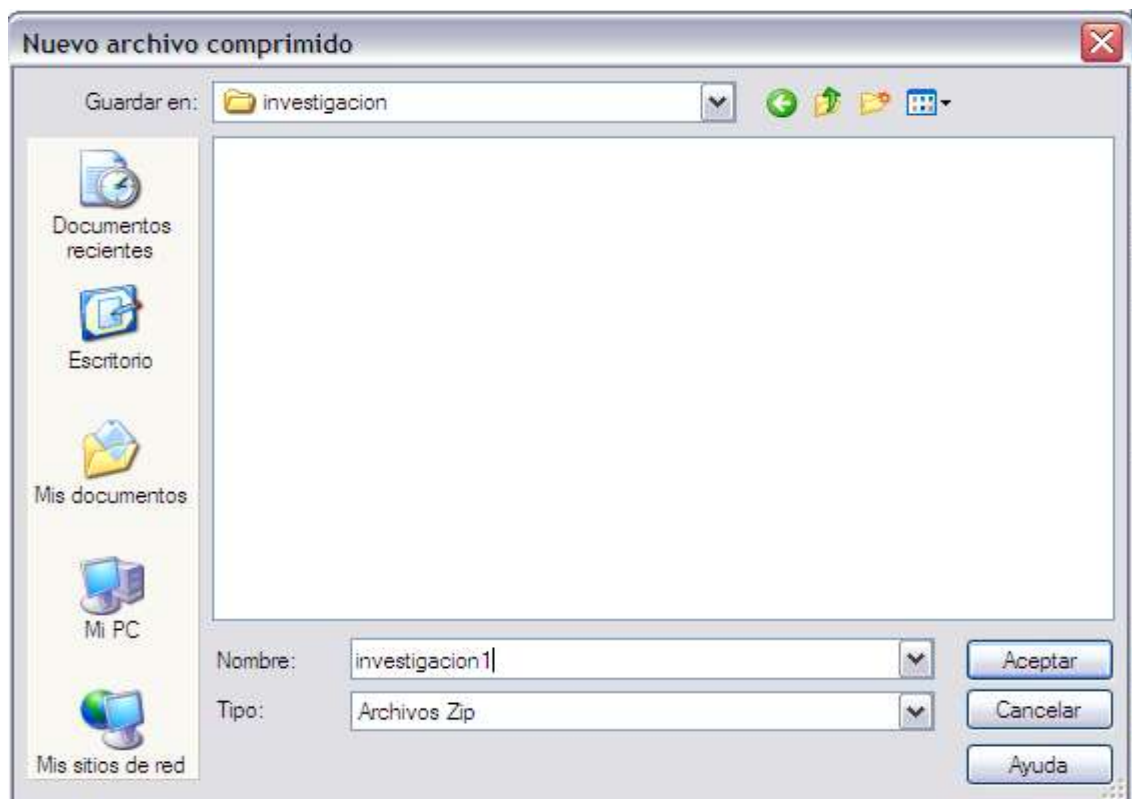 Nuevo archivo comprimido
Guardar en:
investigacion
Documentos
recientes
Escritorio
Mis documentos
Mi PC
Mis sitios de red
Nombre:
investigacion1
Aceptar
Tipo:
Archivos Zip
Cancelar
Ayuda